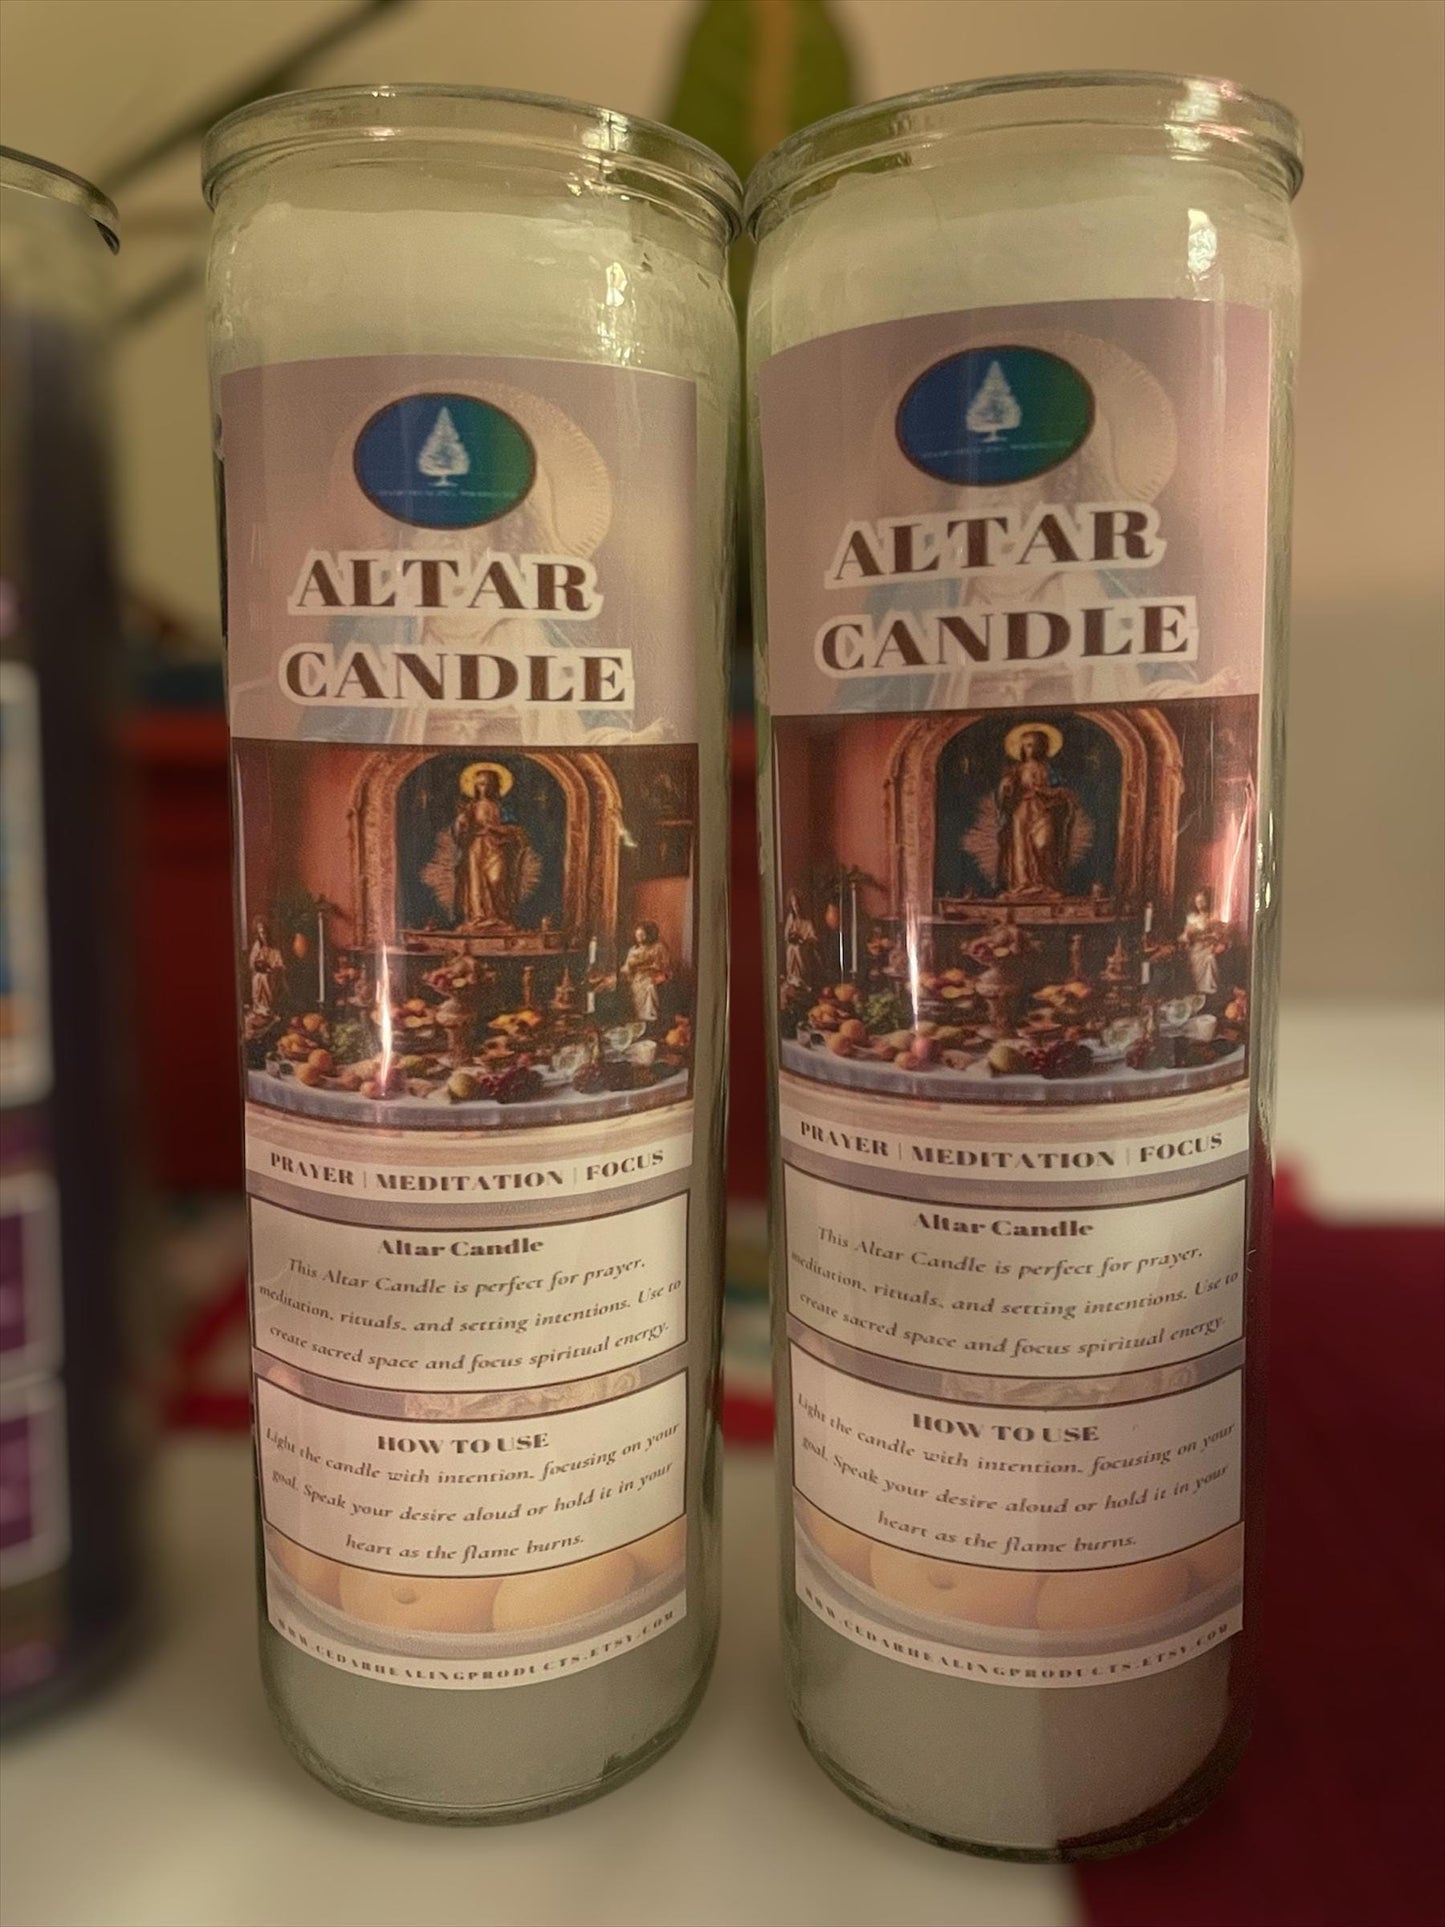 ALTAR
CANDLE
PRAYER | MEDITATION | FOCUS
Altar Candle
This Altar Candle is perfect for prayer,
meditation, rituals, and setting intentions. Use to
create sacred space and focus spiritual energy.
HOW TO USE
Light the candle with intention, focusing on your
goal. Speak your desire aloud or hold it in your
heart as the flame burns.
WWW.CEDARHEALINGPRODUCTS.ETSY.COM
ALTAR
CANDLE
PRAYER | MEDITATION | FOCUS
Altar Candle
This Altar Candle is perfect for prayer,
meditation, rituals, and setting intentions. Use to
create sacred space and focus spiritual energy.
HOW TO USE
Light the candle with intention, focusing on your
goal. Speak your desire aloud or hold it in your
heart as the flame burns.
WWW.CEDARHEALINGPRODUCTS.ETSY.COM